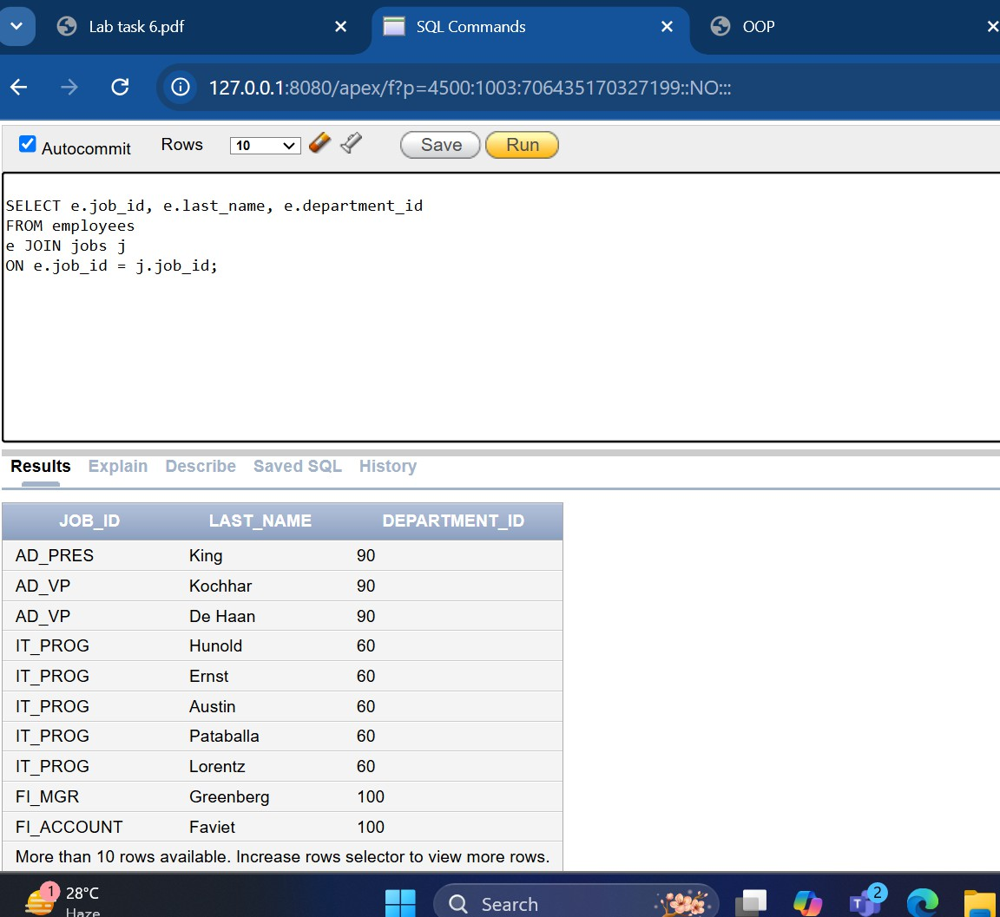 Lab task 6.pdf SQL Commands OOP
127.0.0.1:8080/apex/f?p=4500:1003:706435170327199::NO:::
Autocommit Rows 10 Save Run
SELECT e.job_id, e.last_name, e.department_id
FROM employees
e JOIN jobs j
ON e.job_id = j.job_id;
Results Explain Describe Saved SQL History
JOB_ID LAST_NAME DEPARTMENT_ID
AD_PRES King 90
AD_VP Kochhar 90
AD_VP De Haan 90
IT_PROG Hunold 60
IT_PROG Ernst 60
IT_PROG Austin 60
IT_PROG Pataballa 60
IT_PROG Lorentz 60
FI_MGR Greenberg 100
FI_ACCOUNT Faviet 100
More than 10 rows available. Increase rows selector to view more rows.
1 28°C Search T 2
Haze